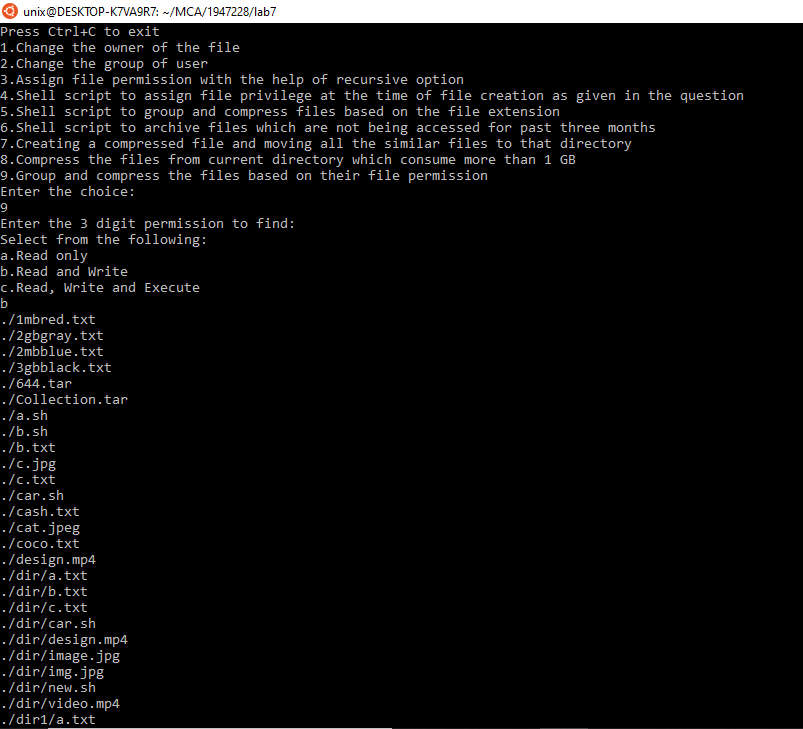 unix@DESKTOP-K7VA9R7: ~/MCA/1947228/lab7
Press Ctrl+C to exit
1.Change the owner of the file
2.Change the group of user
3.Assign file permission with the help of recursive option
4.Shell script to assign file privilege at the time of file creation as given in the question
5.Shell script to group and compress files based on the file extension
6.Shell script to archive files which are not being accessed for past three months
7.Creating a compressed file and moving all the similar files to that directory
8.Compress the files from current directory which consume more than 1 GB
9.Group and compress the files based on their file permission
Enter the choice:
9
Enter the 3 digit permission to find:
Select from the following:
a.Read only
b.Read and Write
c.Read, Write and Execute
b
./1mbred.txt
./2gbgray.txt
./2mbblue.txt
./3gbblack.txt
./644.tar
./Collection.tar
./a.sh
./b.sh
./b.txt
./c.jpg
./c.txt
./car.sh
./cash.txt
./cat.jpeg
./coco.txt
./design.mp4
./dir/a.txt
./dir/b.txt
./dir/c.txt
./dir/car.sh
./dir/design.mp4
./dir/image.jpg
./dir/img.jpg
./dir/new.sh
./dir/video.mp4
./dir1/a.txt